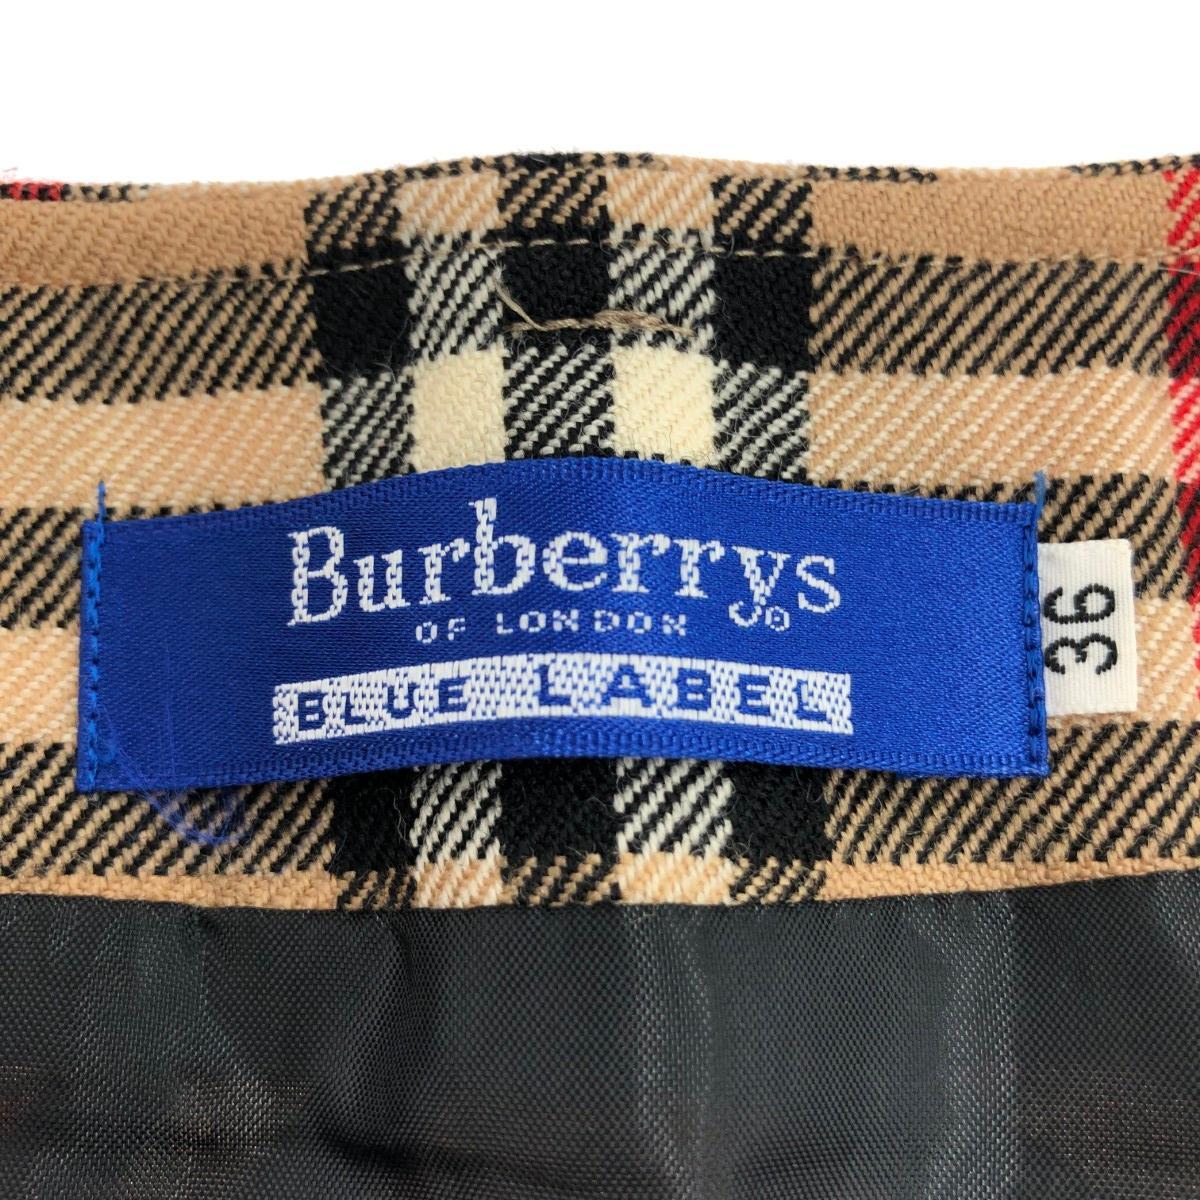 Burberrys
OF LONDON
BLUE LABEL
36